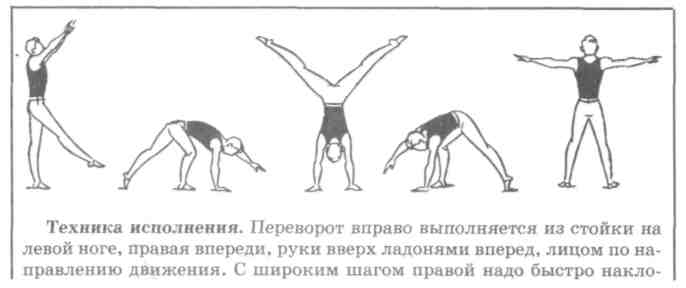 Техника исполнения. Переворот вправо выполняется из стойки на
левой ноге, правая впереди, руки вверх ладонями вперед, лицом по на-
правлению движения. С широким шагом правой надо быстро накло-